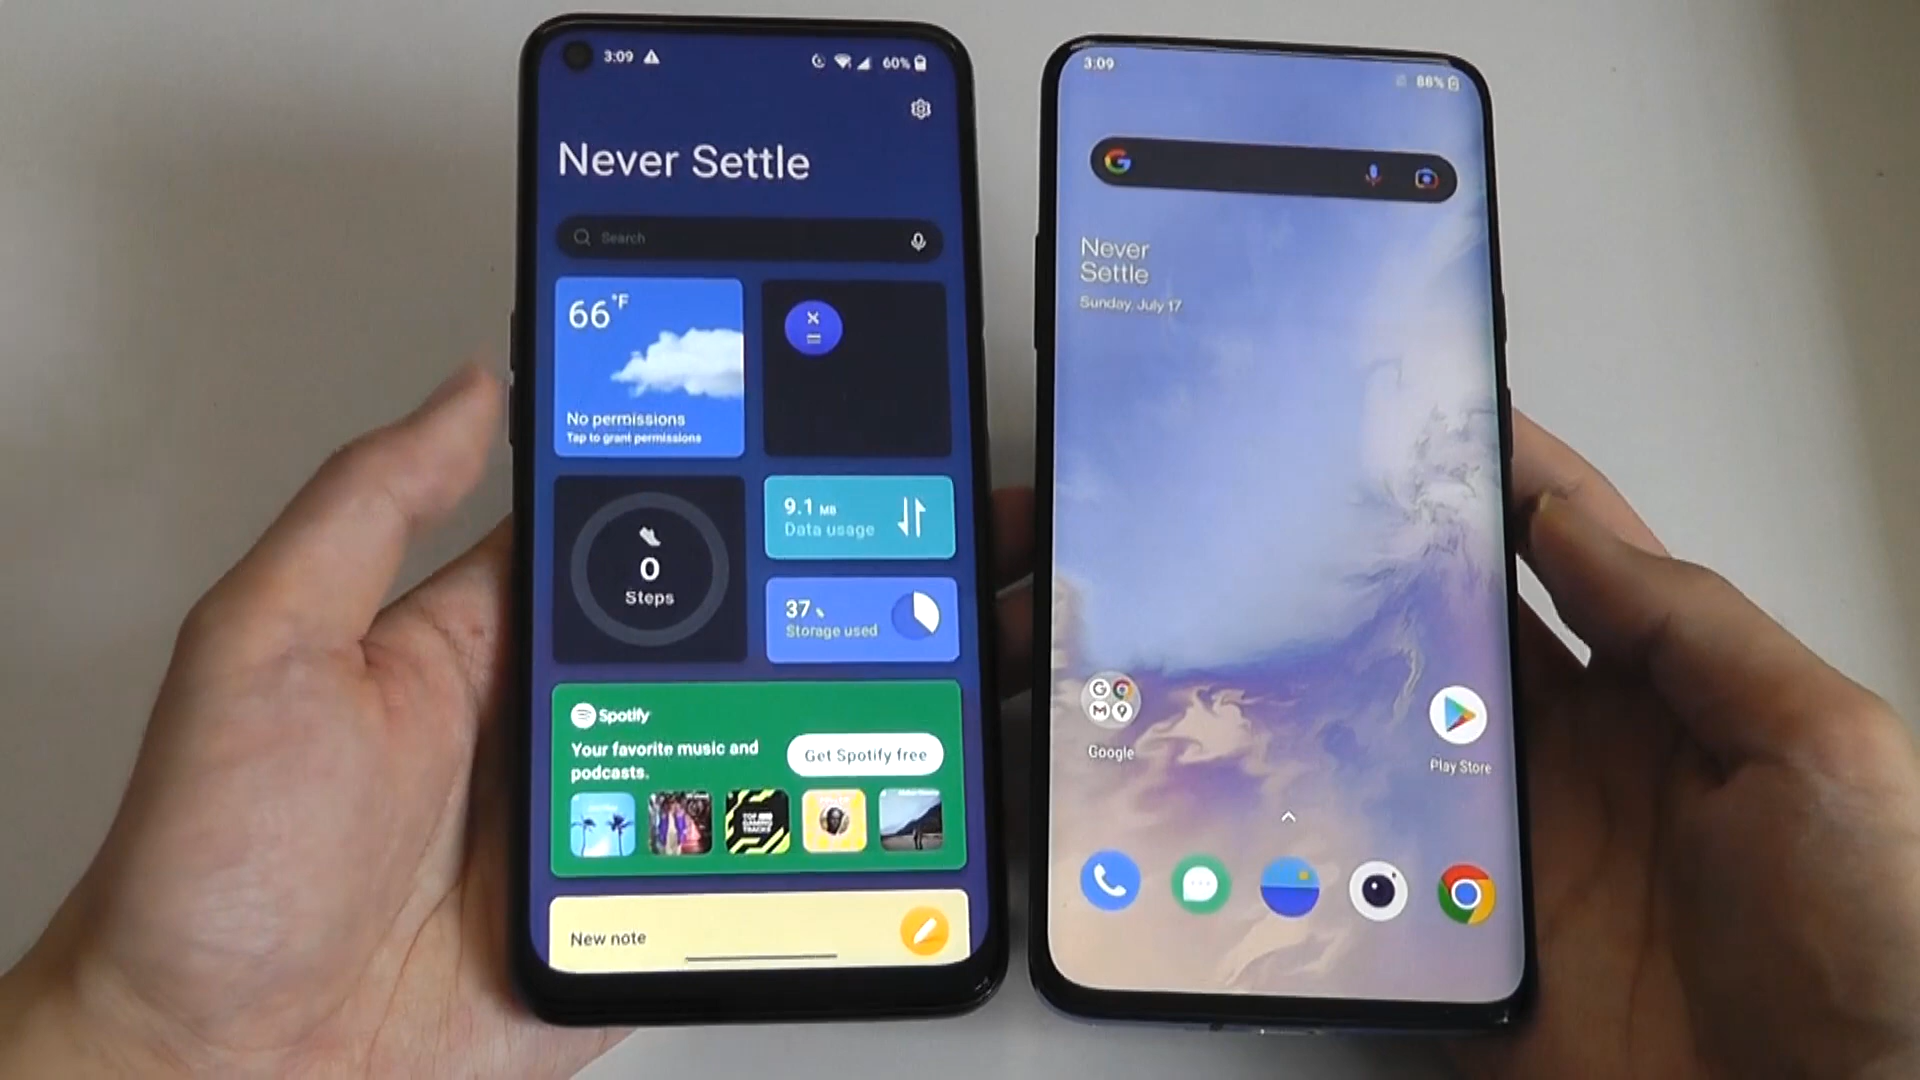 3:09
60%
Never Settle
Search
66 °F
No permissions
Tap to grant permissions
0
Steps
9.1 MB
Data usage
37 %
Storage used
Spotify
Your favorite music and
podcasts.
Get Spotify free
New note
3:09
88%
Never
Settle
Sunday, July 17
Google
Play Store